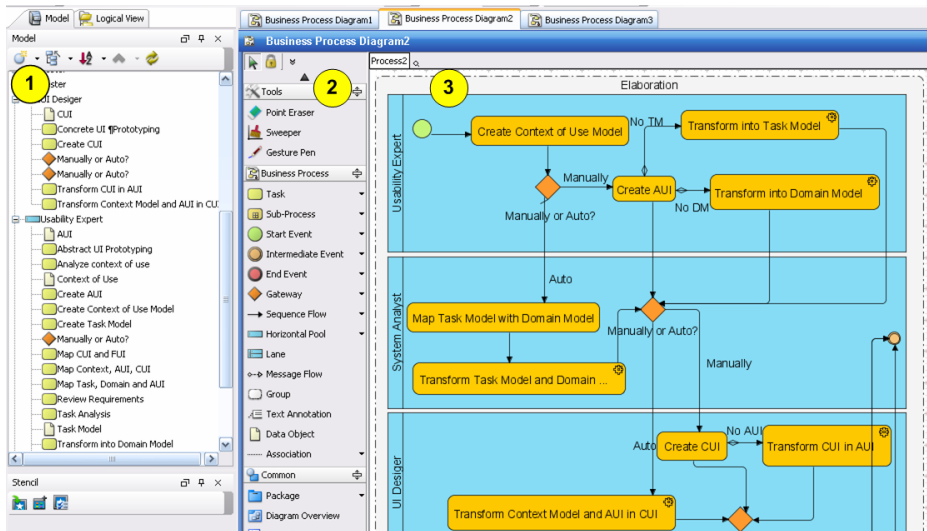 Model
Logical View
Business Process Diagram1
Business Process Diagram2
Business Process Diagram3
Model
Business Process Diagram2
Process2
1
2
3
ster
UI Desiger
CUI
Concrete UI ¶Prototyping
Create CUI
Manually or Auto?
Manually or Auto?
Transform CUI in AUI
Transform Context Model and AUI in CU
Usability Expert
AUI
Abstract UI Prototyping
Analyze context of use
Context of Use
Create AUI
Create Context of Use Model
Create Task Model
Manually or Auto?
Map CUI and FUI
Map Context, AUI, CUI
Map Task, Domain and AUI
Review Requirements
Task Analysis
Task Model
Transform into Domain Model
Stencil
Tools
Point Eraser
Sweeper
Gesture Pen
Business Process
Task
Sub-Process
Start Event
Intermediate Event
End Event
Gateway
Sequence Flow
Horizontal Pool
Lane
Message Flow
Group
Text Annotation
Data Object
Association
Common
Package
Diagram Overview
Elaboration
Usability Expert
Create Context of Use Model
No TM
Transform into Task Model
Manually
Create AUI
Transform into Domain Model
No DM
Manually or Auto?
System Analyst
Auto
Map Task Model with Domain Model
Manually or Auto?
Transform Task Model and Domain ...
Manually
UI Desiger
Auto
Create CUI
No AUI
Transform CUI in AUI
Transform Context Model and AUI in CUI